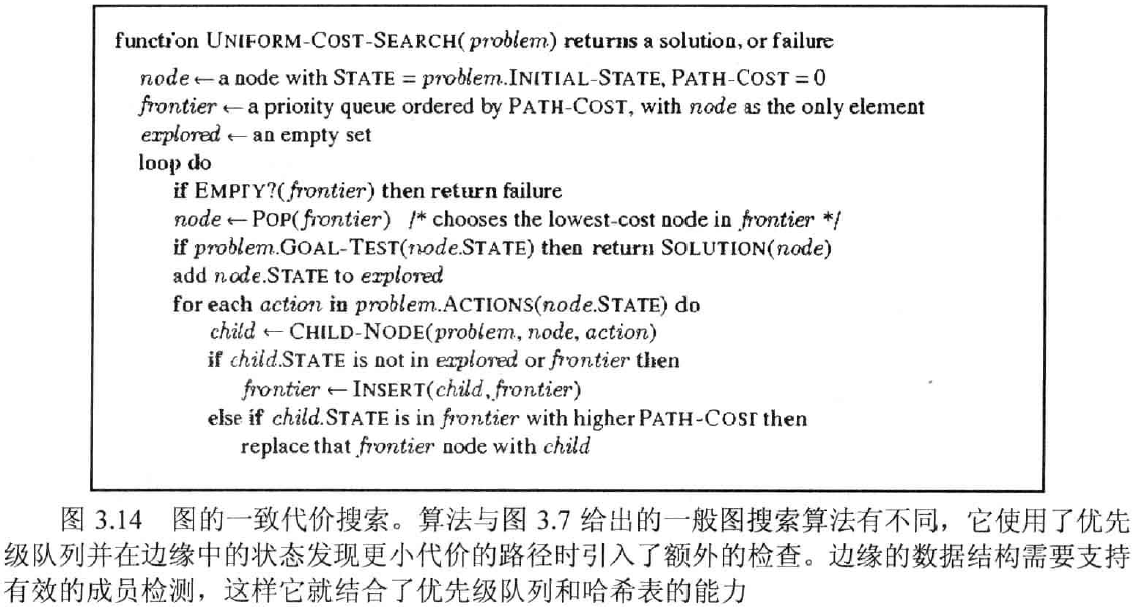 function UNIFORM-COST-SEARCH(problem) returns a solution, or failure
node ← a node with STATE = problem.INITIAL-STATE, PATH-COST = 0
frontier ← a priority queue ordered by PATH-COST, with node as the only element
explored ← an empty set
loop do
if EMPTY?(frontier) then return failure
node ← POP(frontier) /* chooses the lowest-cost node in frontier */
if problem.GOAL-TEST(node.STATE) then return SOLUTION(node)
add node.STATE to explored
for each action in problem.ACTIONS(node.STATE) do
child ← CHILD-NODE(problem, node, action)
if child.STATE is not in explored or frontier then
frontier ← INSERT(child, frontier)
else if child.STATE is in frontier with higher PATH-COST then
replace that frontier node with child
图 3.14 图的一致代价搜索。算法与图 3.7 给出的一般图搜索算法有不同，它使用了优先
级队列并在边缘中的状态发现更小代价的路径时引入了额外的检查。边缘的数据结构需要支持
有效的成员检测，这样它就结合了优先级队列和哈希表的能力